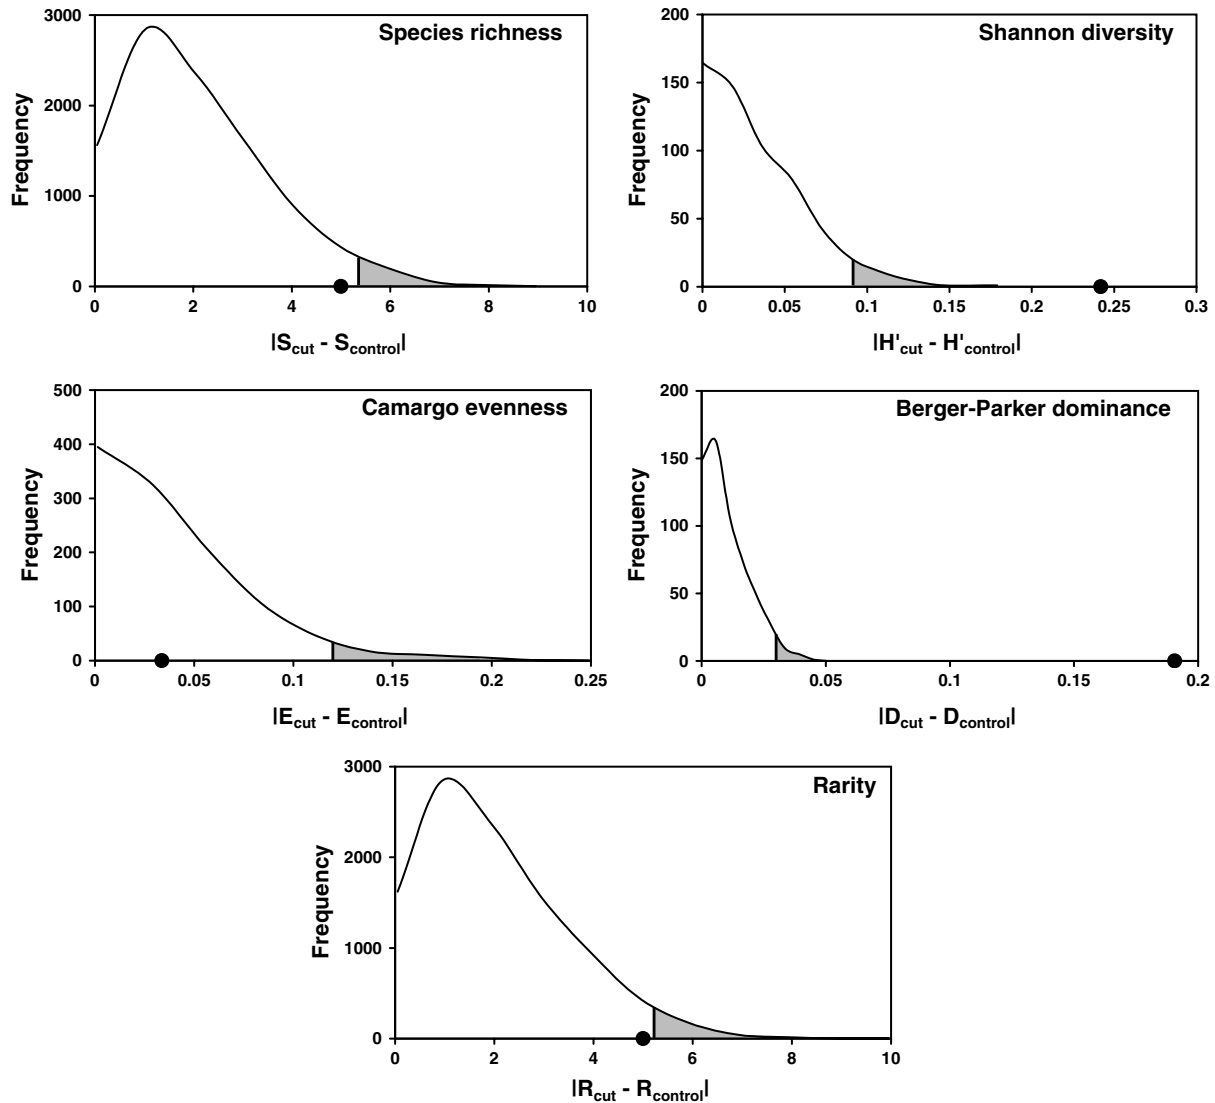 Species richness
3000
2000
1000
0
Frequency
0 2 4 6 8 10
|Scut - Scontrol|
Shannon diversity
200
150
100
50
0
Frequency
0 0.05 0.1 0.15 0.2 0.25 0.3
|H'cut - H'control|
Camargo evenness
500
400
300
200
100
0
Frequency
0 0.05 0.1 0.15 0.2 0.25
|Ecut - Econtrol|
Berger-Parker dominance
200
150
100
50
0
Frequency
0 0.05 0.1 0.15 0.2
|Dcut - Dcontrol|
Rarity
3000
2000
1000
0
Frequency
0 2 4 6 8 10
|Rcut - Rcontrol|